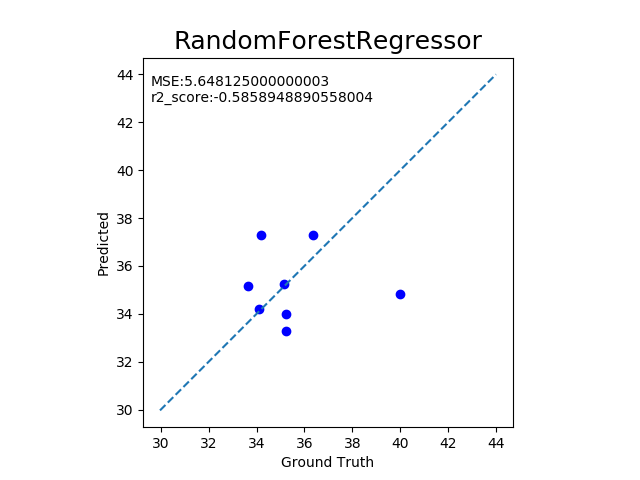 RandomForestRegressor
MSE:5.648125000000003
r2_score:-0.5858948890558004
44
42
40
38
36
34
32
30
Predicted
30 32 34 36 38 40 42 44
Ground Truth